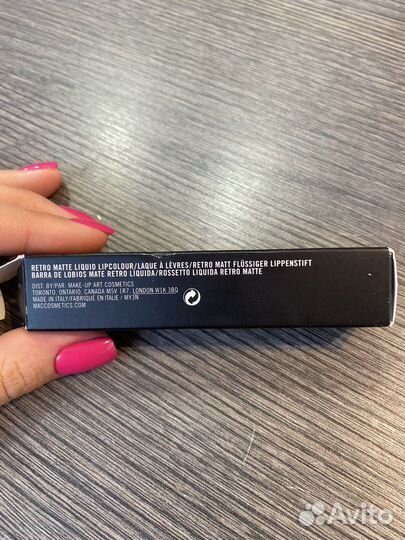 RETRO MATTE LIQUID LIPCOLOUR/LAQUE À LÈVRES/RETRO MATT FLÜSSIGER LIPPENSTIFT
BARRA DE LOBIOS MATE RETRO LÍQUIDA/ROSSETTO LIQUIDA RETRO MATTE
DIST. BY/PAR: MAKE-UP ART COSMETICS
TORONTO, ONTARIO, CANADA M5V 1R7, LONDON W1K 3BQ
MADE IN ITALY/FABRIQUÉ EN ITALIE / MY3N
MACCOSMETICS.COM
Avito